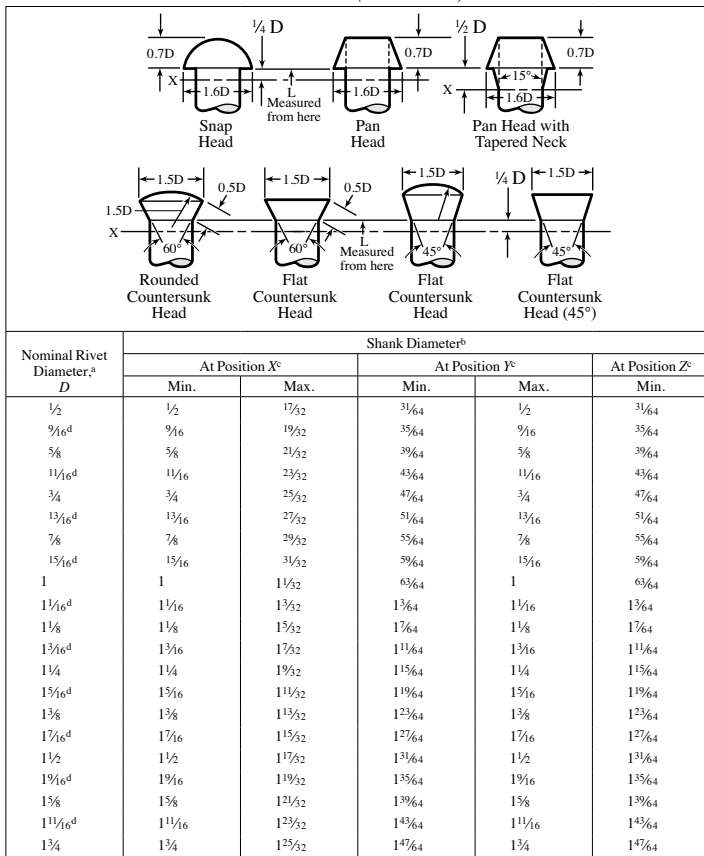 1/4 D
1/2 D
0.7D
0.7D
0.7D
X
L
X
15°
1.6D
Measured
from here
1.6D
1.6D
Snap
Head
Pan
Head
Pan Head with
Tapered Neck
1.5D
0.5D
1.5D
0.5D
1.5D
1/4 D
1.5D
1.5D
X
60°
60°
L
Measured
from here
45°
45°
Rounded
Countersunk
Head
Flat
Countersunk
Head
Flat
Countersunk
Head
Flat
Countersunk
Head (45°)
Nominal Rivet Diameter,ᵃ D
Shank Diameterᵇ
At Position Xᶜ At Position Yᶜ At Position Zᶜ
Min. Max. Min. Max. Min.
1/2 1/2 17/32 31/64 1/2 31/64
9/16ᵈ 9/16 19/32 35/64 9/16 35/64
5/8 5/8 21/32 39/64 5/8 39/64
11/16ᵈ 11/16 23/32 43/64 11/16 43/64
3/4 3/4 25/32 47/64 3/4 47/64
13/16ᵈ 13/16 27/32 51/64 13/16 51/64
7/8 7/8 29/32 55/64 7/8 55/64
15/16ᵈ 15/16 31/32 59/64 15/16 59/64
1 1 1 1/32 63/64 1 63/64
1 1/16ᵈ 1 1/16 1 3/32 1 3/64 1 1/16 1 3/64
1 1/8 1 1/8 1 5/32 1 7/64 1 1/8 1 7/64
1 3/16ᵈ 1 3/16 1 7/32 1 11/64 1 3/16 1 11/64
1 1/4 1 1/4 1 9/32 1 15/64 1 1/4 1 15/64
1 5/16ᵈ 1 5/16 1 11/32 1 19/64 1 5/16 1 19/64
1 3/8 1 3/8 1 13/32 1 23/64 1 3/8 1 23/64
1 7/16ᵈ 1 7/16 1 15/32 1 27/64 1 7/16 1 27/64
1 1/2 1 1/2 1 17/32 1 31/64 1 1/2 1 31/64
1 9/16ᵈ 1 9/16 1 19/32 1 35/64 1 9/16 1 35/64
1 5/8 1 5/8 1 21/32 1 39/64 1 5/8 1 39/64
1 11/16ᵈ 1 11/16 1 23/32 1 43/64 1 11/16 1 43/64
1 3/4 1 3/4 1 25/32 1 47/64 1 3/4 1 47/64